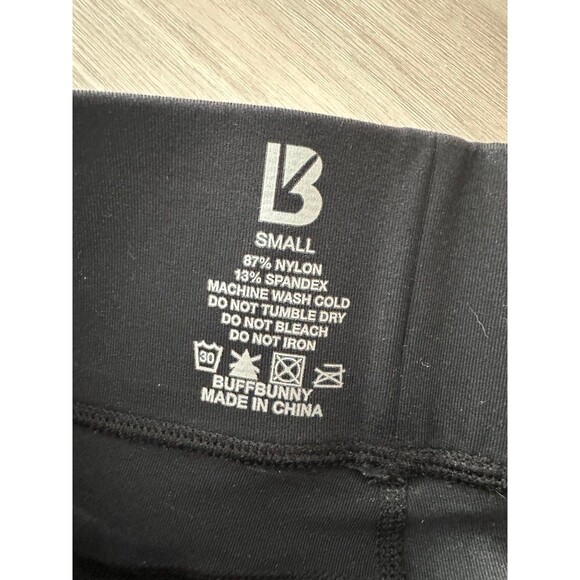 B
SMALL
87% NYLON
13% SPANDEX
MACHINE WASH COLD
DO NOT TUMBLE DRY
DO NOT BLEACH
DO NOT IRON
30
BUFFBUNNY
MADE IN CHINA